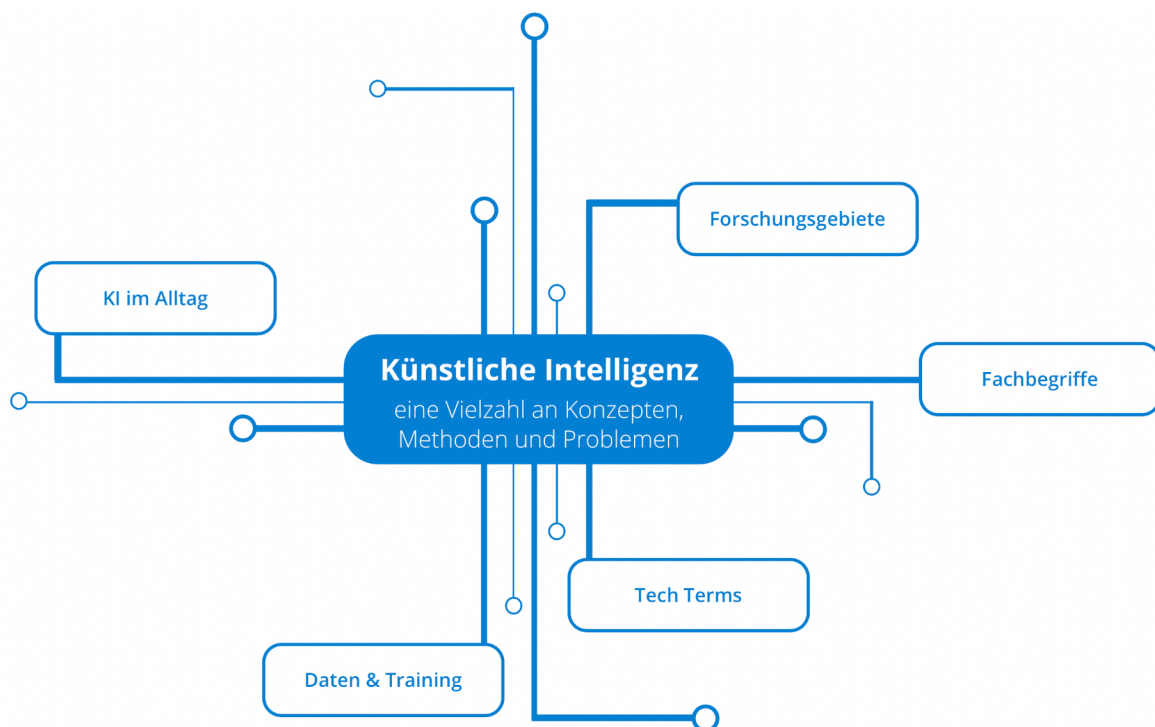 Forschungsgebiete
KI im Alltag
Künstliche Intelligenz
eine Vielzahl an Konzepten,
Methoden und Problemen
Fachbegriffe
Tech Terms
Daten & Training